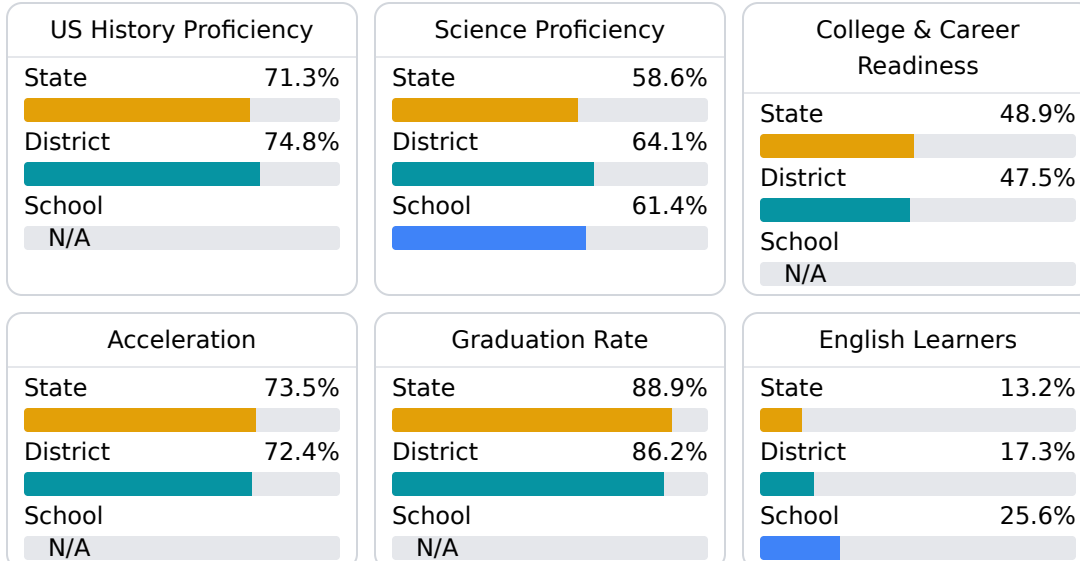 US History Proficiency
State 71.3%
District 74.8%
School
N/A
Science Proficiency
State 58.6%
District 64.1%
School 61.4%
College & Career
Readiness
State 48.9%
District 47.5%
School
N/A
Acceleration
State 73.5%
District 72.4%
School
N/A
Graduation Rate
State 88.9%
District 86.2%
School
N/A
English Learners
State 13.2%
District 17.3%
School 25.6%